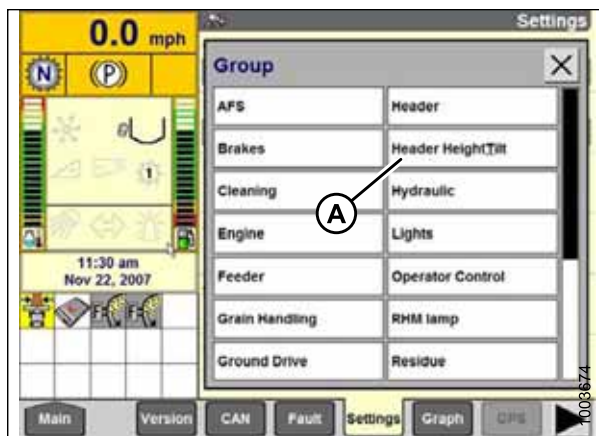 0.0 mph
Settings
N
P
Group
X
AFS
Header
Brakes
Header Height/Tilt
Cleaning
Hydraulic
A
1
Engine
Lights
11:30 am
Nov 22, 2007
Feeder
Operator Control
Grain Handling
RHM lamp
Ground Drive
Residue
Main
Version
CAN
Fault
Settings
Graph
GPS
1003674